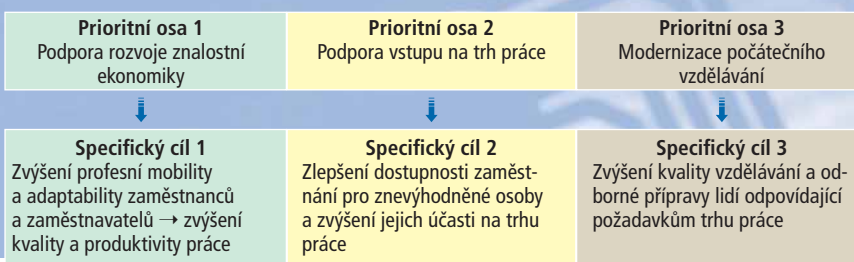 Prioritní osa 1
Podpora rozvoje znalostní
ekonomiky
Prioritní osa 2
Podpora vstupu na trh práce
Prioritní osa 3
Modernizace počátečního
vzdělávání
Specifický cíl 1
Zvýšení profesní mobility
a adaptability zaměstnanců
a zaměstnavatelů → zvýšení
kvality a produktivity práce
Specifický cíl 2
Zlepšení dostupnosti zaměst-
nání pro znevýhodněné osoby
a zvýšení jejich účasti na trhu
práce
Specifický cíl 3
Zvýšení kvality vzdělávání a od-
borné přípravy lidí odpovídající
požadavkům trhu práce